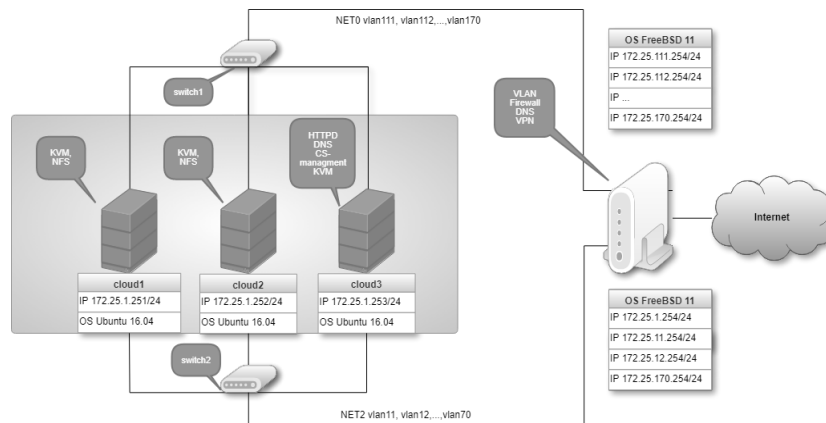 NET0 vlan111, vlan112,...,vlan170
switch1
OS FreeBSD 11
IP 172.25.111.254/24
IP 172.25.112.254/24
IP ...
IP 172.25.170.254/24
VLAN
Firewall
DNS
VPN
KVM,
NFS
KVM,
NFS
HTTPD
DNS
CS-
managment
KVM
Internet
cloud1
IP 172.25.1.251/24
OS Ubuntu 16.04
cloud2
IP 172.25.1.252/24
OS Ubuntu 16.04
cloud3
IP 172.25.1.253/24
OS Ubuntu 16.04
OS FreeBSD 11
IP 172.25.1.254/24
IP 172.25.11.254/24
IP 172.25.12.254/24
IP 172.25.170.254/24
switch2
NET2 vlan11, vlan12,...,vlan70